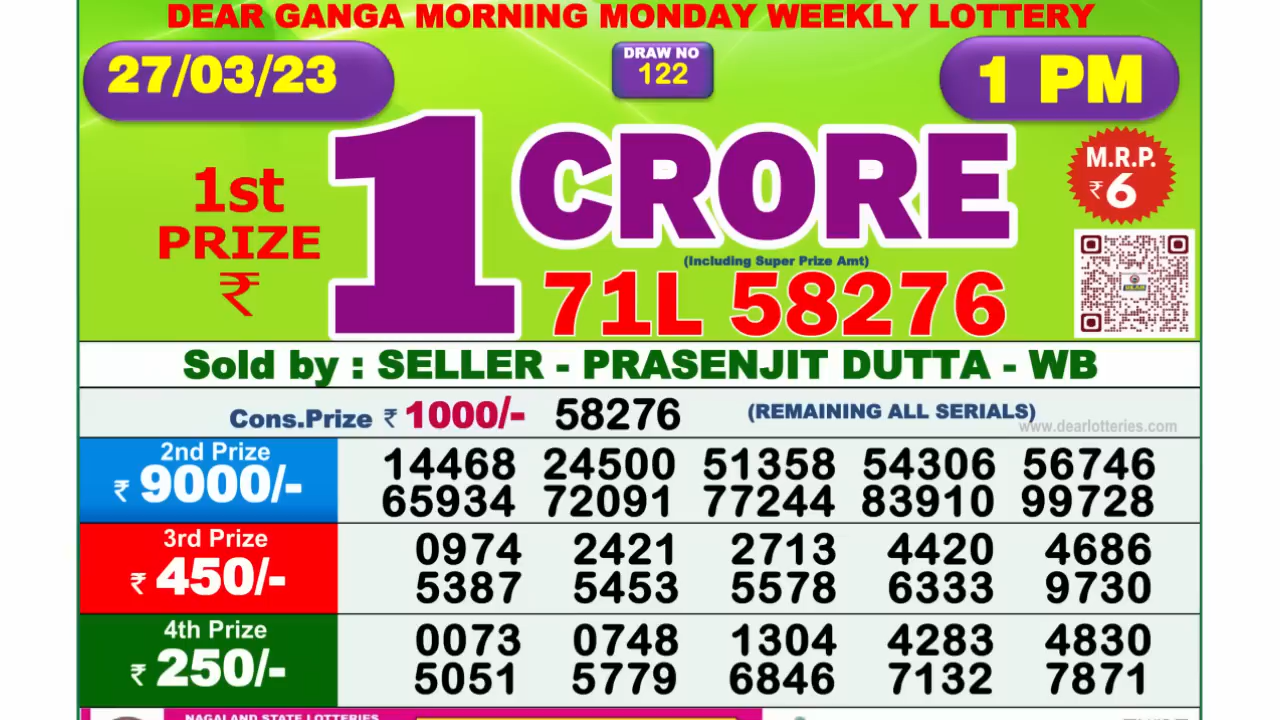 DEAR GANGA MORNING MONDAY WEEKLY LOTTERY
27/03/23
DRAW NO
122
1 PM
1st
PRIZE
₹
1 CRORE
(Including Super Prize Amt)
71L 58276
M.R.P.
₹6
Sold by : SELLER - PRASENJIT DUTTA - WB
Cons.Prize ₹ 1000/- 58276 (REMAINING ALL SERIALS)
www.dearlotteries.com
2nd Prize
₹ 9000/-
14468 24500 51358 54306 56746
65934 72091 77244 83910 99728
3rd Prize
₹ 450/-
0974 2421 2713 4420 4686
5387 5453 5578 6333 9730
4th Prize
₹ 250/-
0073 0748 1304 4283 4830
5051 5779 6846 7132 7871
NAGALAND STATE LOTTERIES